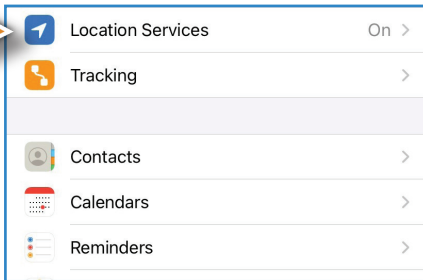 Location Services On
Tracking
Contacts
Calendars
Reminders